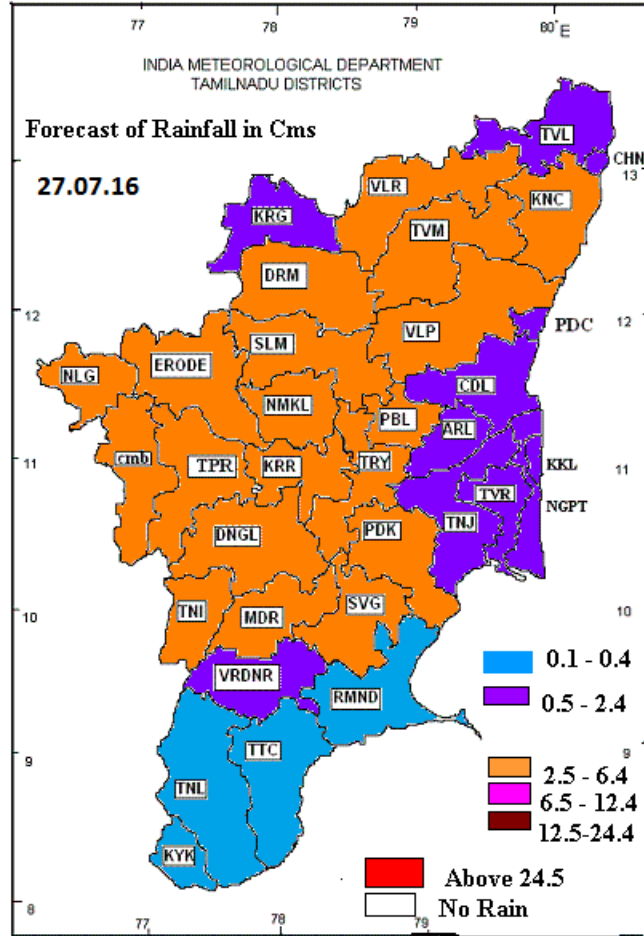 77 78 79 80° E
INDIA METEOROLOGICAL DEPARTMENT
TAMILNADU DISTRICTS
Forecast of Rainfall in Cms
27.07.16
TVL
CHN
13
VLR
KNC
KRG
TVM
DRM
12
12
PDC
VLP
SLM
ERODE
NLG
CDL
NMKL
PBL
ARL
11
cmb
TPR
KRR
TRY
KKL
11
TVR
NGPT
TNJ
DNGL
PDK
10
TNI
MDR
SVG
10
0.1 - 0.4
VRDNR
RMND
0.5 - 2.4
9
TTC
9
2.5 - 6.4
TNL
6.5 - 12.4
12.5-24.4
KYK
Above 24.5
8
No Rain
77 78 79